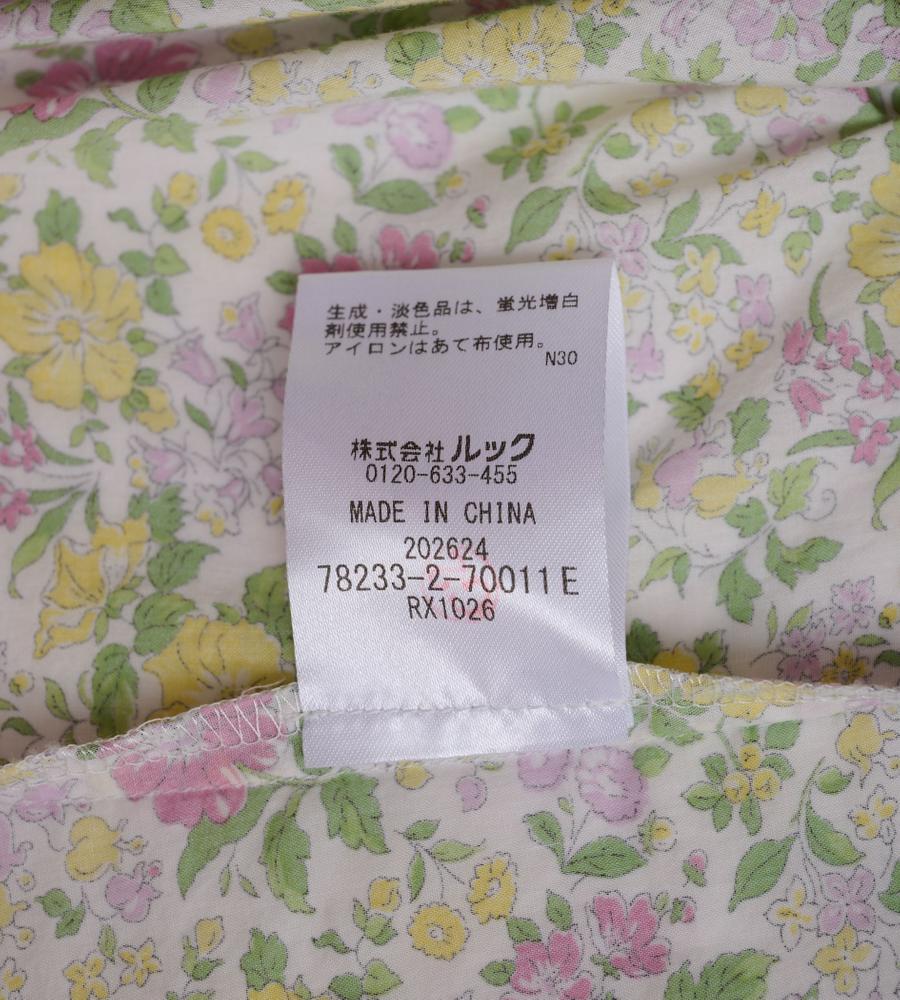 生成・淡色品は、蛍光増白
剤使用禁止。
アイロンはあて布使用。
N30
株式会社 ルック
0120-633-455
MADE IN CHINA
202624
78233-2-70011E
RX1026